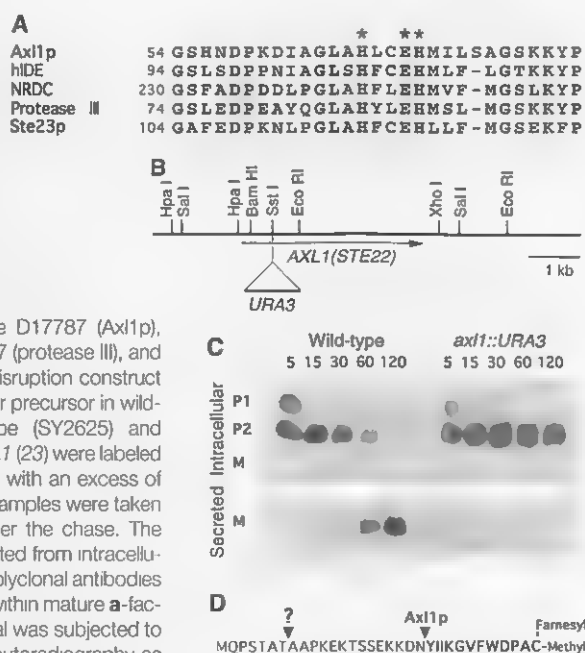 A
* * *
Axl1p 54 GSHNDPKDIAGLAHLCEHMILSAGSKKYP
hIDE 94 GSLSDPPNIAGLSHFCEHMLF-LGTKKYP
NRDC 230 GSFADPDDLPGLAHFLEHMVF-MGSLKYP
Protease III 74 GSLEDPEAYQGLAHYLEHMSL-MGSKKYP
Ste23p 104 GAFEDPKNLPGLAHFCEHLLF-MGSEKFP
B
Hpa I Sal I Hpa I Bam HI Sst I Eco RI Xho I Sal I Eco RI
AXL1(STE22)
1 kb
URA3
e D17787 (Axl1p),
7 (protease III), and
isruption construct
r precursor in wild-
pe (SY2625) and
1 (23) were labeled
with an excess of
amples were taken
er the chase. The
ted from intracellu-
polyclonal antibodies
within mature a-fac-
al was subjected to
utoradiography as
C
Wild-type axl1::URA3
5 15 30 60 120 5 15 30 60 120
Intracellular
P1
P2
M
Secreted
M
D
? Axl1p Farnesyl
MQPSTATAAPKEKTSSEKKDNYIIKGVFWDPAC-Methyl